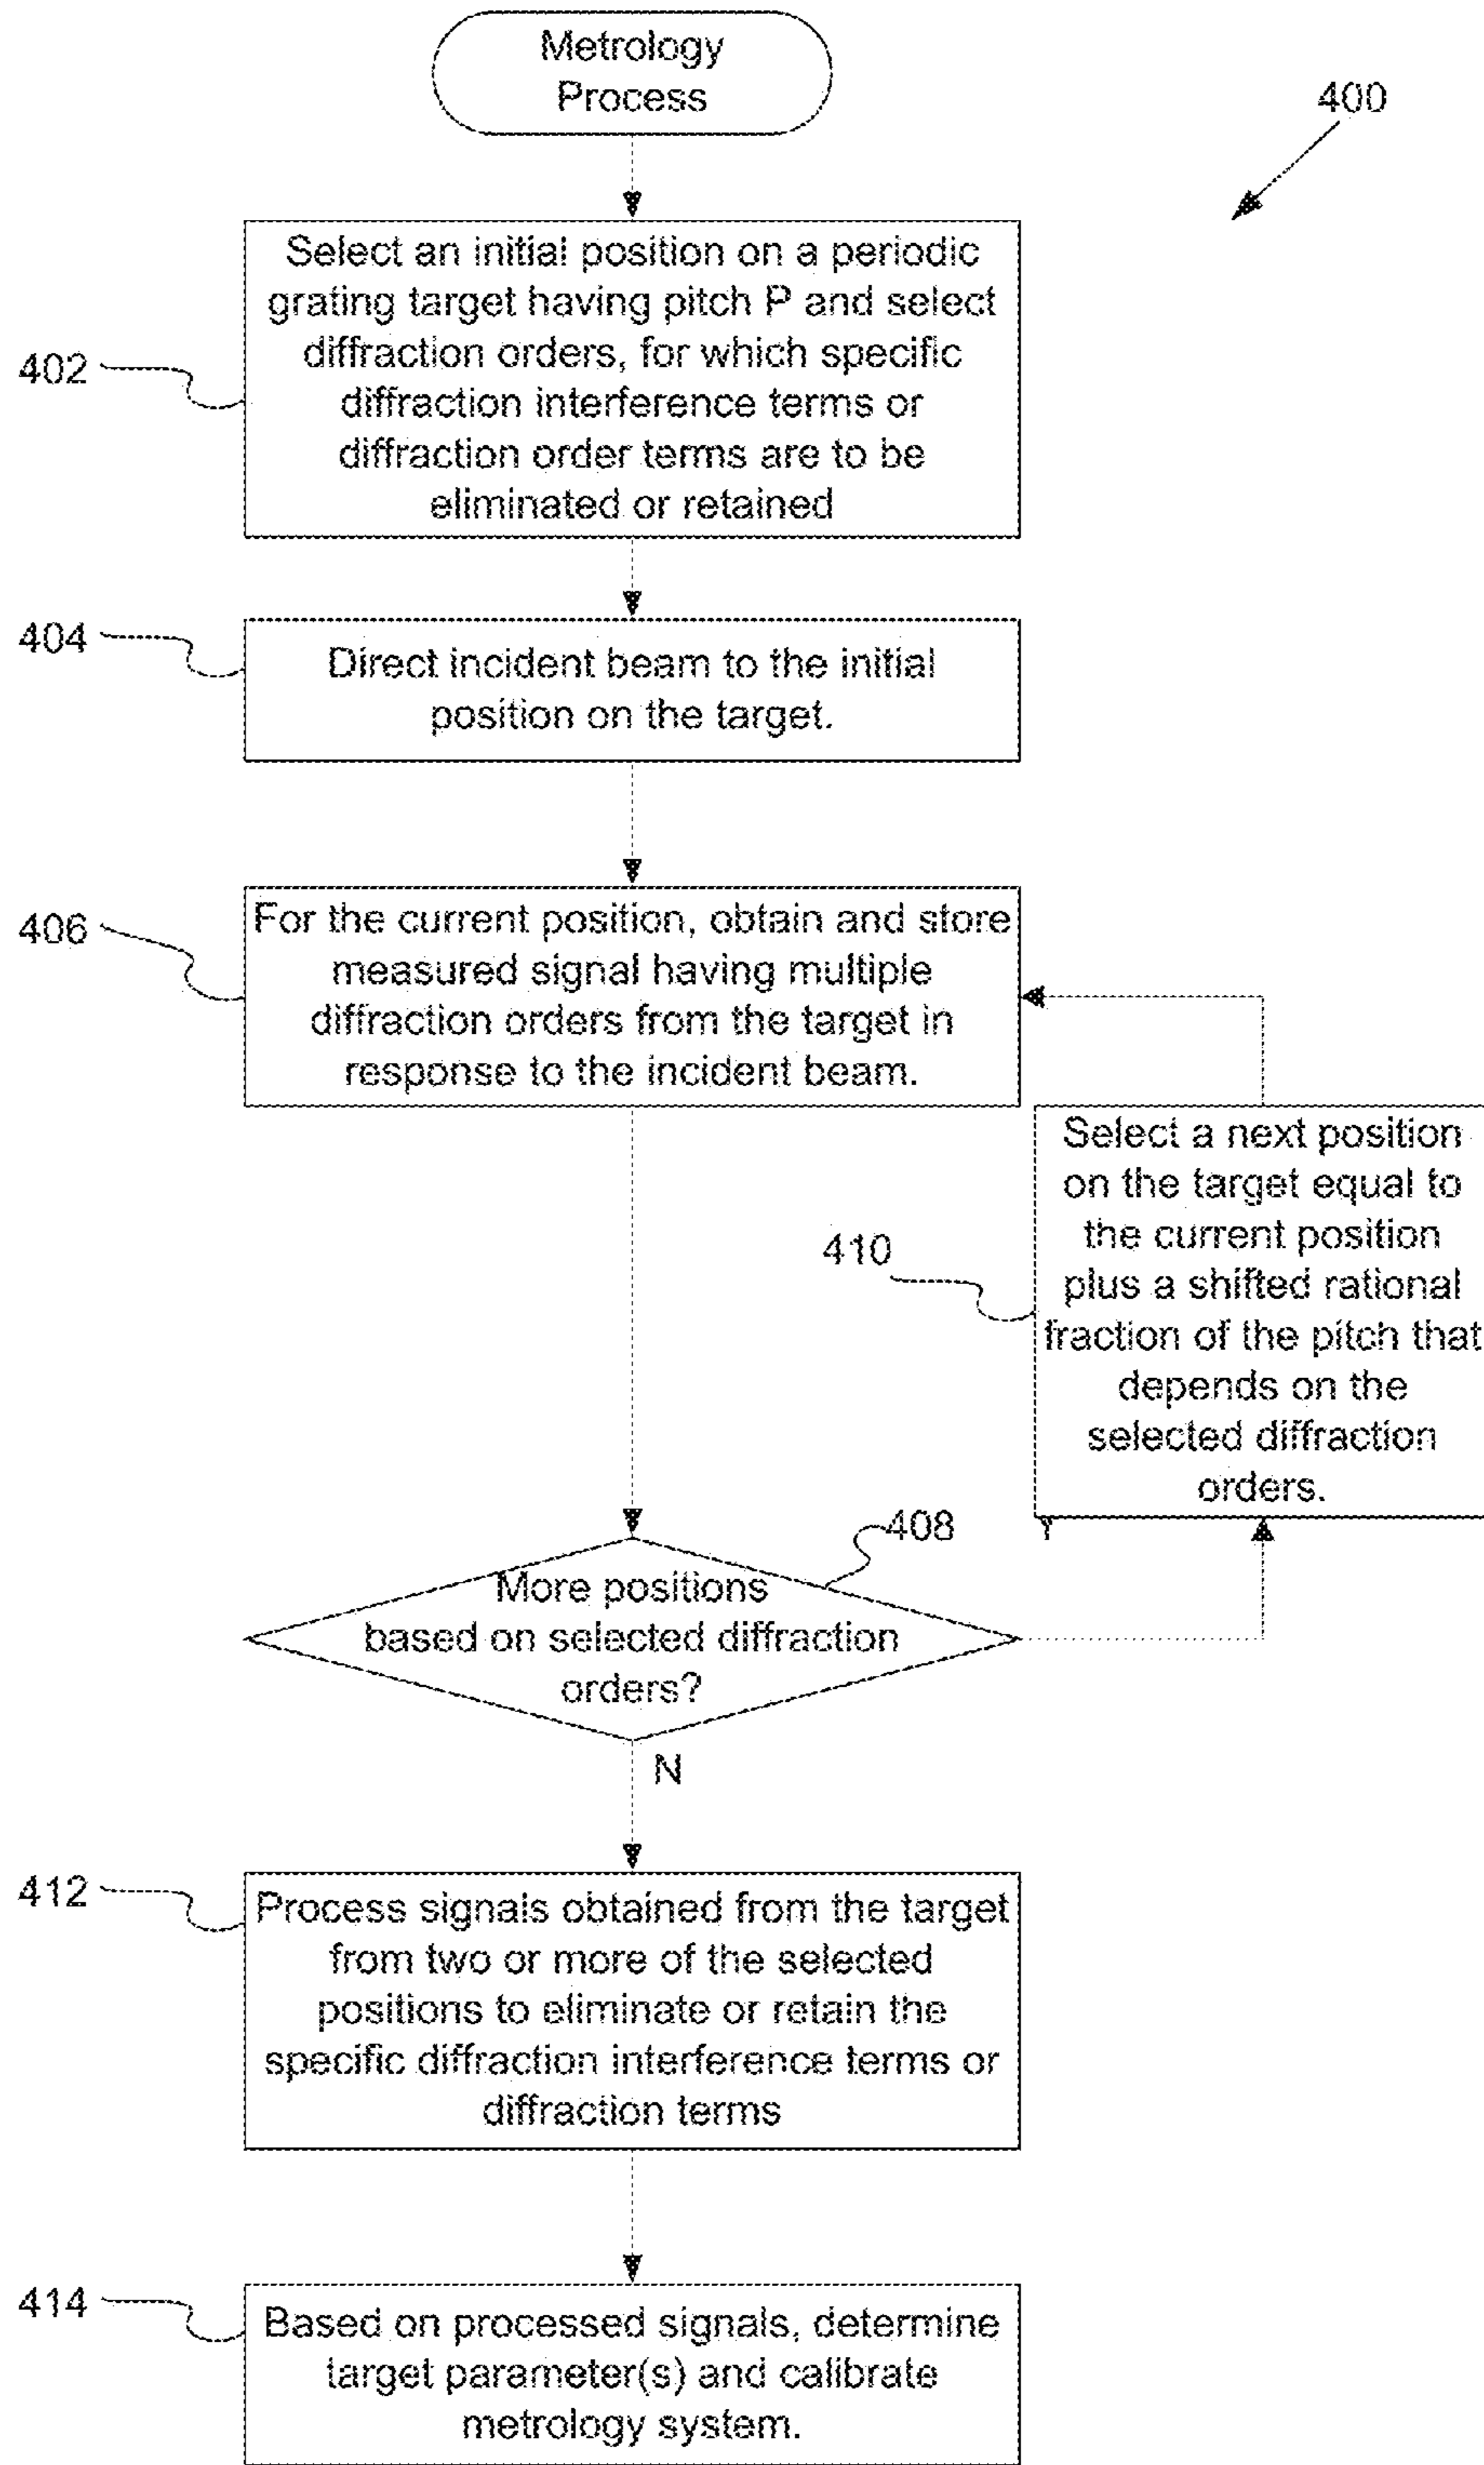 Metrology
Process
400
402
Select an initial position on a periodic
grating target having pitch P and select
diffraction orders, for which specific
diffraction interference terms or
diffraction order terms are to be
eliminated or retained
404
Direct incident beam to the initial
position on the target.
406
For the current position, obtain and store
measured signal having multiple
diffraction orders from the target in
response to the incident beam.
410
Select a next position
on the target equal to
the current position
plus a shifted rational
fraction of the pitch that
depends on the
selected diffraction
orders.
408
Y
More positions
based on selected diffraction
orders?
N
412
Process signals obtained from the target
from two or more of the selected
positions to eliminate or retain the
specific diffraction interference terms or
diffraction terms
414
Based on processed signals, determine
target parameter(s) and calibrate
metrology system.